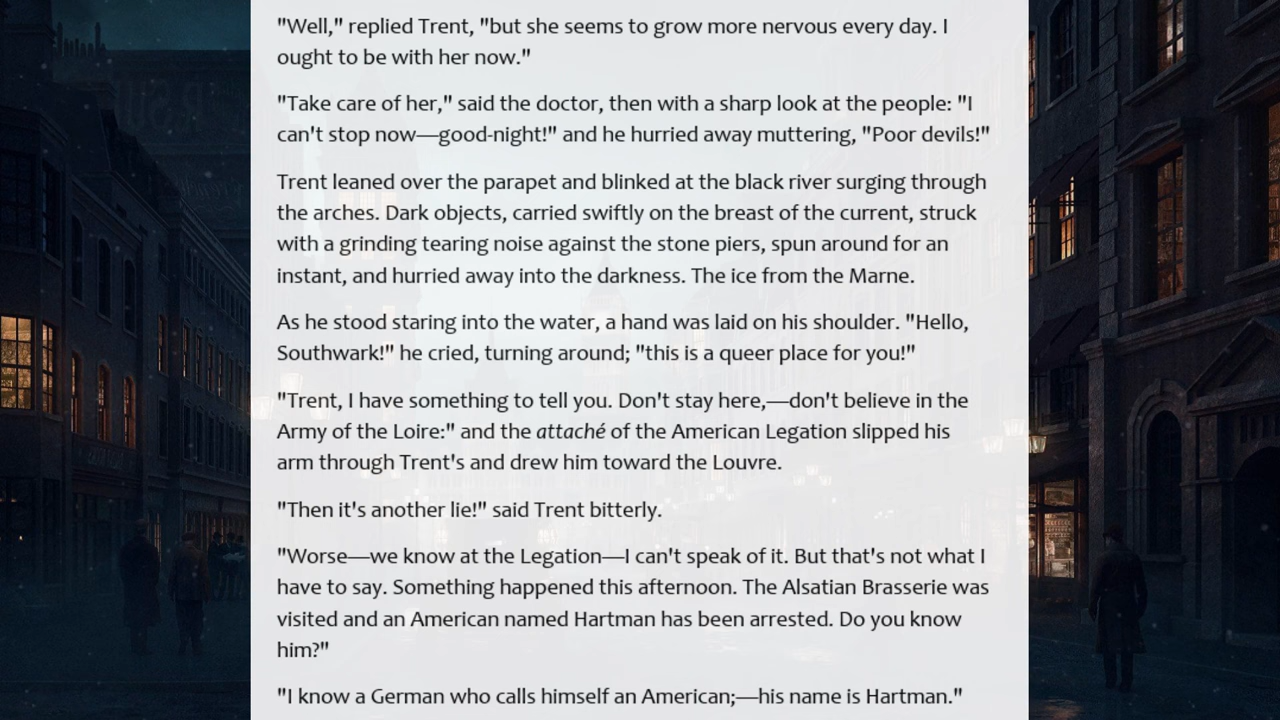 "Well," replied Trent, "but she seems to grow more nervous every day. I
ought to be with her now."
"Take care of her," said the doctor, then with a sharp look at the people: "I
can't stop now—good-night!" and he hurried away muttering, "Poor devils!"
Trent leaned over the parapet and blinked at the black river surging through
the arches. Dark objects, carried swiftly on the breast of the current, struck
with a grinding tearing noise against the stone piers, spun around for an
instant, and hurried away into the darkness. The ice from the Marne.
As he stood staring into the water, a hand was laid on his shoulder. "Hello,
Southwark!" he cried, turning around; "this is a queer place for you!"
"Trent, I have something to tell you. Don't stay here,—don't believe in the
Army of the Loire:" and the attaché of the American Legation slipped his
arm through Trent's and drew him toward the Louvre.
"Then it's another lie!" said Trent bitterly.
"Worse—we know at the Legation—I can't speak of it. But that's not what I
have to say. Something happened this afternoon. The Alsatian Brasserie was
visited and an American named Hartman has been arrested. Do you know
him?"
"I know a German who calls himself an American;—his name is Hartman."